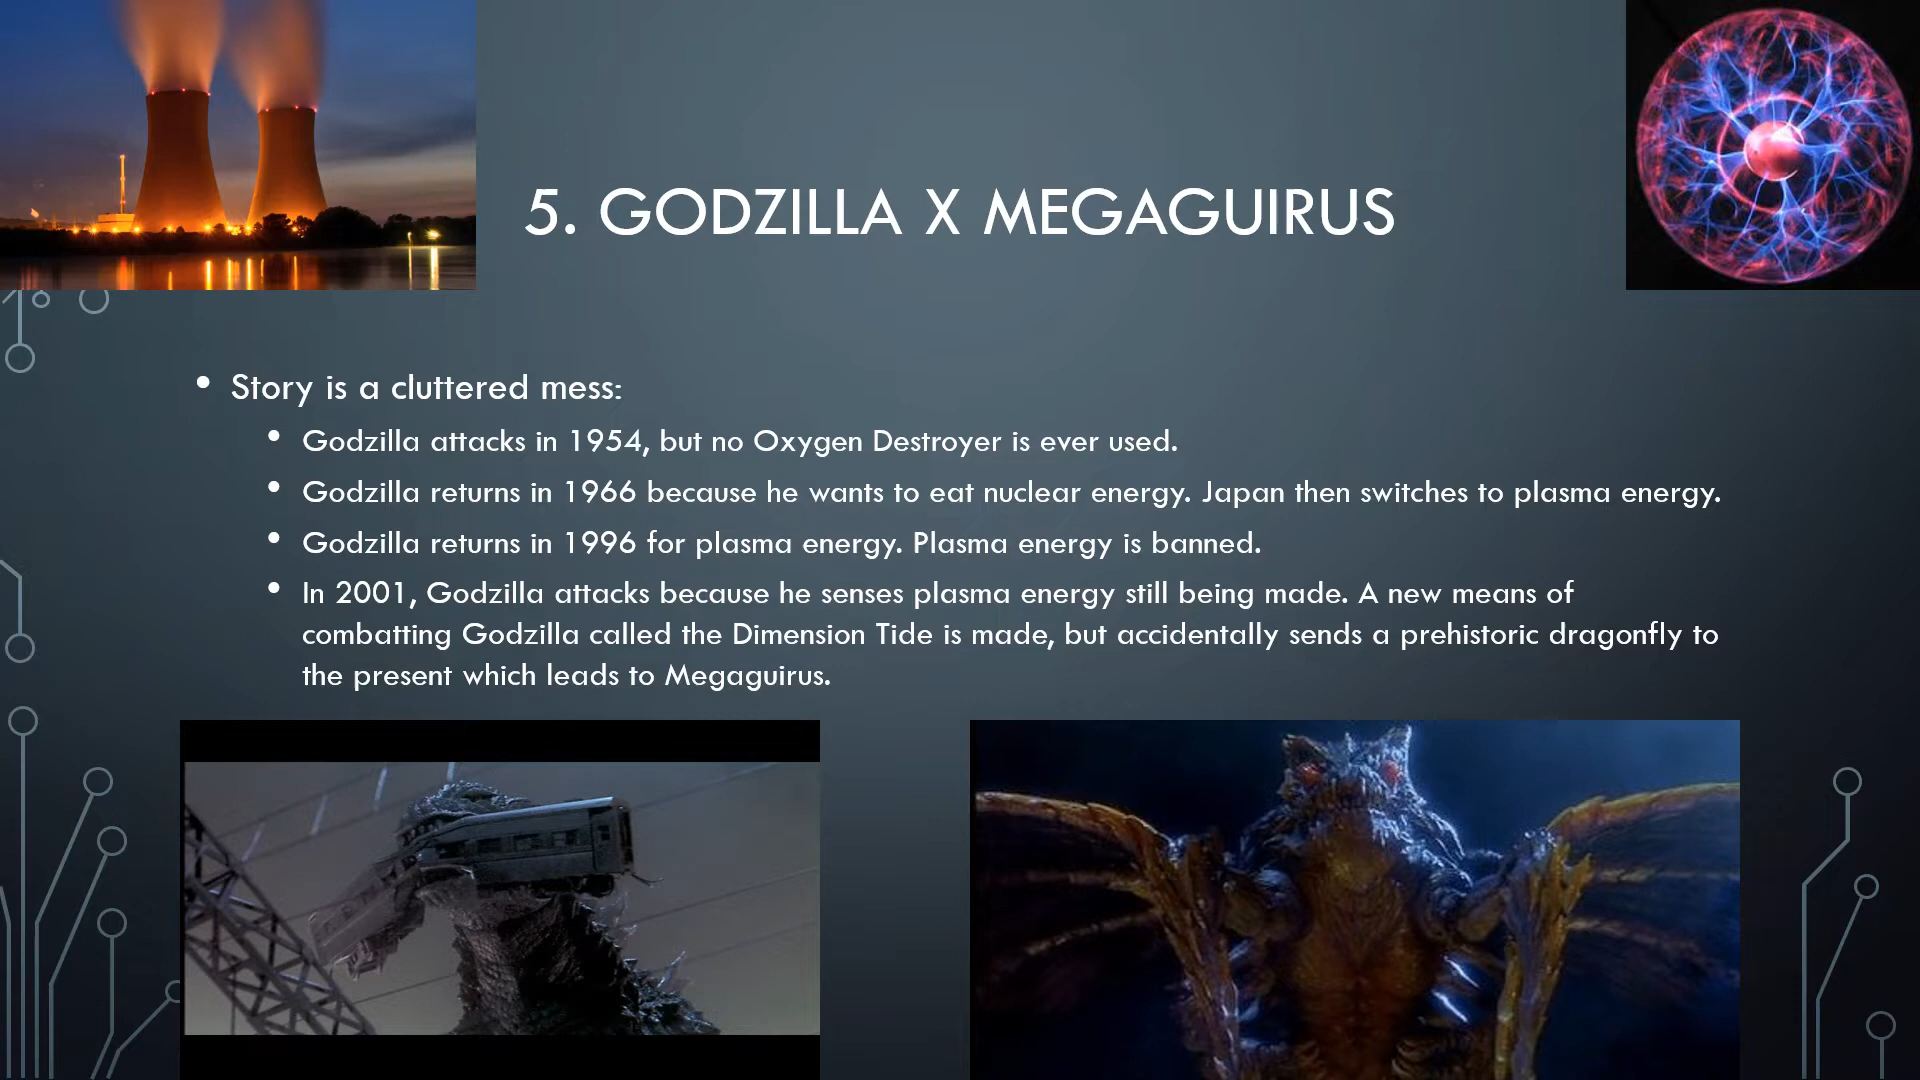 5. GODZILLA X MEGAGUIRUS
• Story is a cluttered mess:
• Godzilla attacks in 1954, but no Oxygen Destroyer is ever used.
• Godzilla returns in 1966 because he wants to eat nuclear energy. Japan then switches to plasma energy.
• Godzilla returns in 1996 for plasma energy. Plasma energy is banned.
• In 2001, Godzilla attacks because he senses plasma energy still being made. A new means of
combatting Godzilla called the Dimension Tide is made, but accidentally sends a prehistoric dragonfly to
the present which leads to Megaguirus.